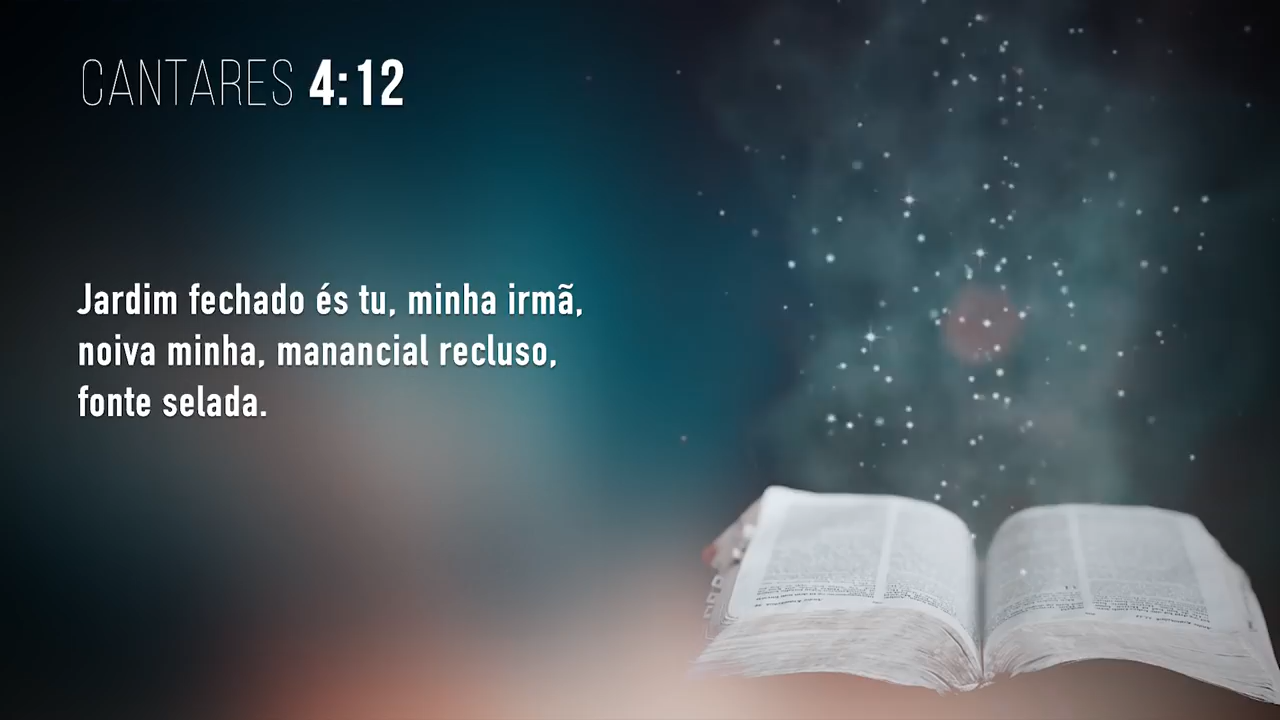 CANTARES 4:12
Jardim fechado és tu, minha irmã,
noiva minha, manancial recluso,
fonte selada.